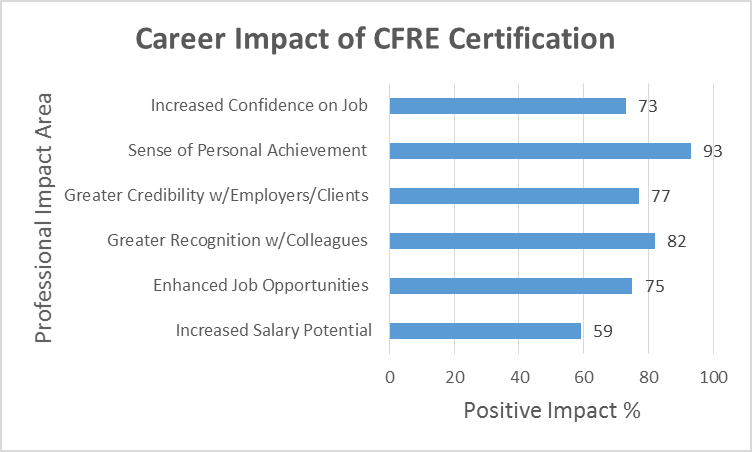 Career Impact of CFRE Certification
Professional Impact Area
Increased Confidence on Job
73
Sense of Personal Achievement
93
Greater Credibility w/Employers/Clients
77
Greater Recognition w/Colleagues
82
Enhanced Job Opportunities
75
Increased Salary Potential
59
0 20 40 60 80 100
Positive Impact %